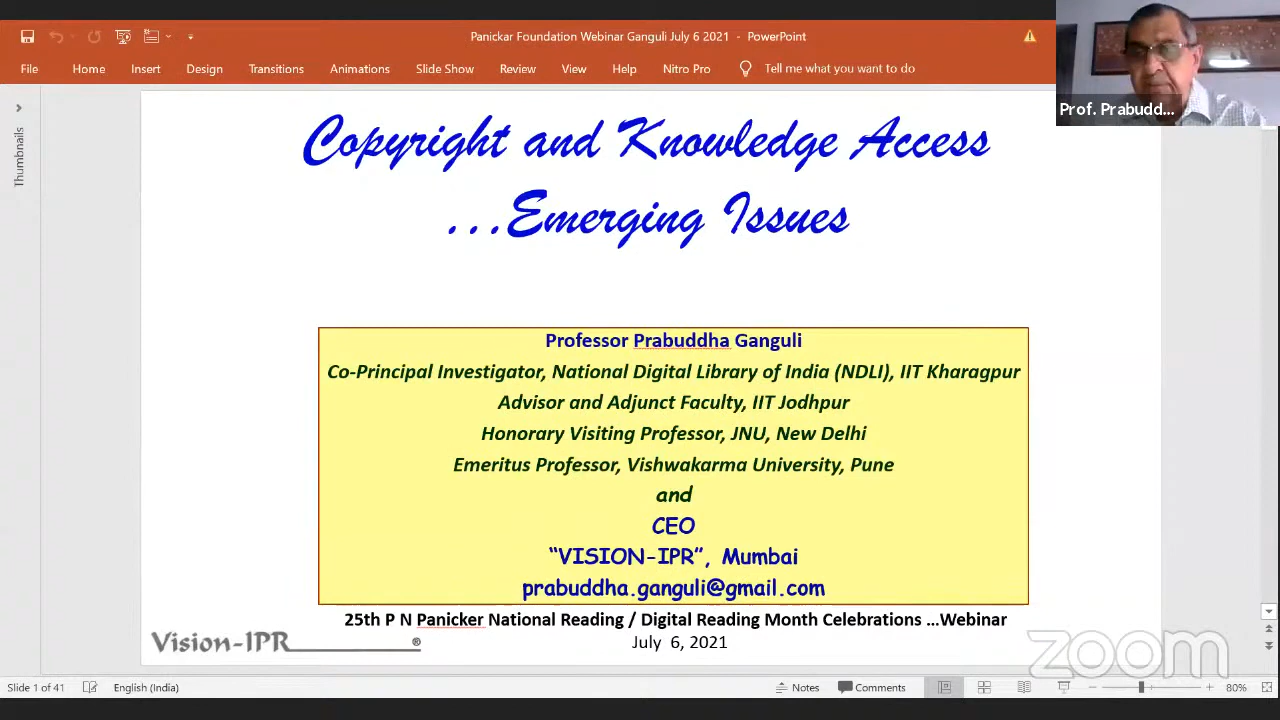 Panickar Foundation Webinar Ganguli July 6 2021 - PowerPoint
File Home Insert Design Transitions Animations Slide Show Review View Help Nitro Pro Tell me what you want to do
Prof. Prabudd...
Thumbnails
Copyright and Knowledge Access
...Emerging Issues
Professor Prabuddha Ganguli
Co-Principal Investigator, National Digital Library of India (NDLI), IIT Kharagpur
Advisor and Adjunct Faculty, IIT Jodhpur
Honorary Visiting Professor, JNU, New Delhi
Emeritus Professor, Vishwakarma University, Pune
and
CEO
“VISION-IPR”, Mumbai
prabuddha.ganguli@gmail.com
25th P N Panicker National Reading / Digital Reading Month Celebrations ...Webinar
July 6, 2021
Vision-IPR ®
zoom
Slide 1 of 41 English (India) Notes Comments 80%